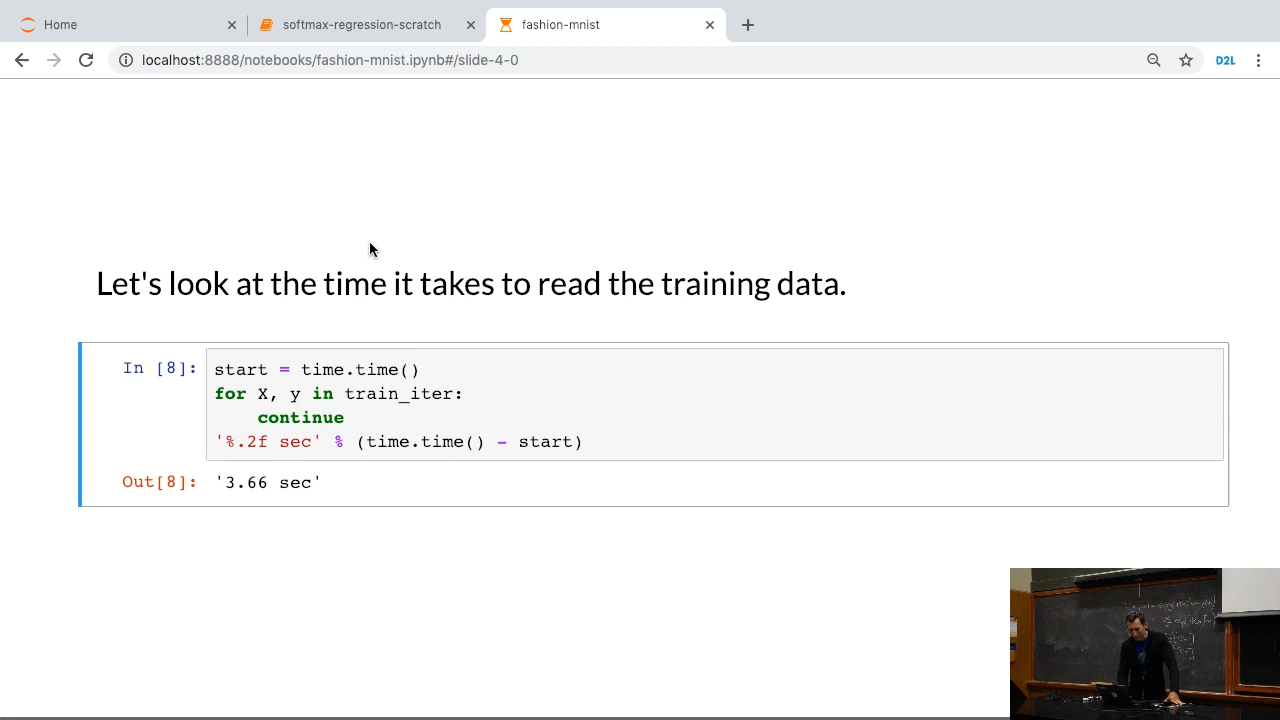 Home
softmax-regression-scratch
fashion-mnist
localhost:8888/notebooks/fashion-mnist.ipynb#/slide-4-0
D2L
Let's look at the time it takes to read the training data.
In [8]:
start = time.time()
for X, y in train_iter:
    continue
'%.2f sec' % (time.time() - start)
Out[8]: '3.66 sec'